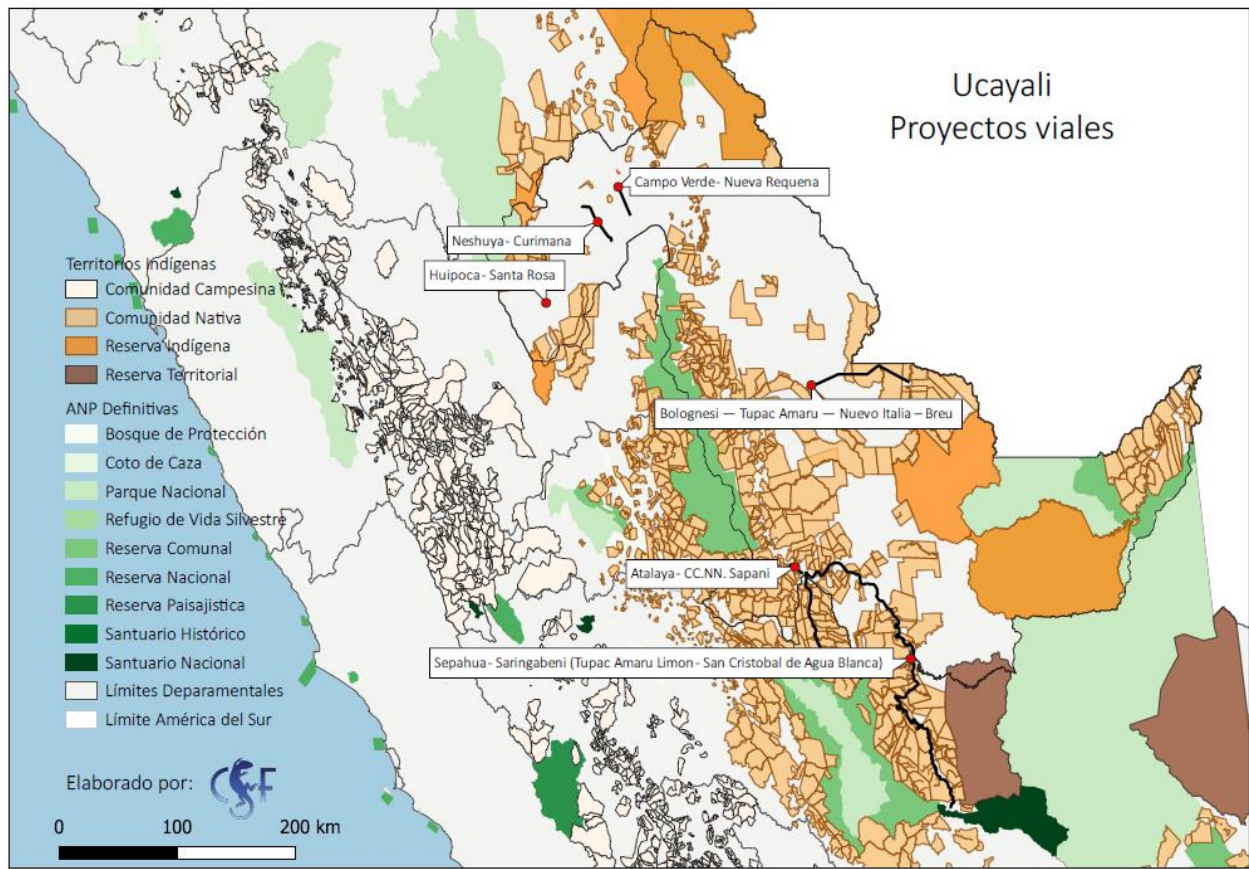 Ucayali
Proyectos viales
Campo Verde- Nueva Requena
Neshuya- Curimana
Huipoca- Santa Rosa
Bolognesi — Tupac Amaru — Nuevo Italia – Breu
Atalaya- CC.NN. Sapani
Sepahua- Saringabeni (Tupac Amaru Limon - San Cristobal de Agua Blanca)
Territorios Indígenas
Comunidad Campesina
Comunidad Nativa
Reserva Indígena
Reserva Territorial
ANP Definitivas
Bosque de Protección
Coto de Caza
Parque Nacional
Refugio de Vida Silvestre
Reserva Comunal
Reserva Nacional
Reserva Paisajistica
Santuario Histórico
Santuario Nacional
Límites Deparamentales
Límite América del Sur
Elaborado por: CSF
0 100 200 km